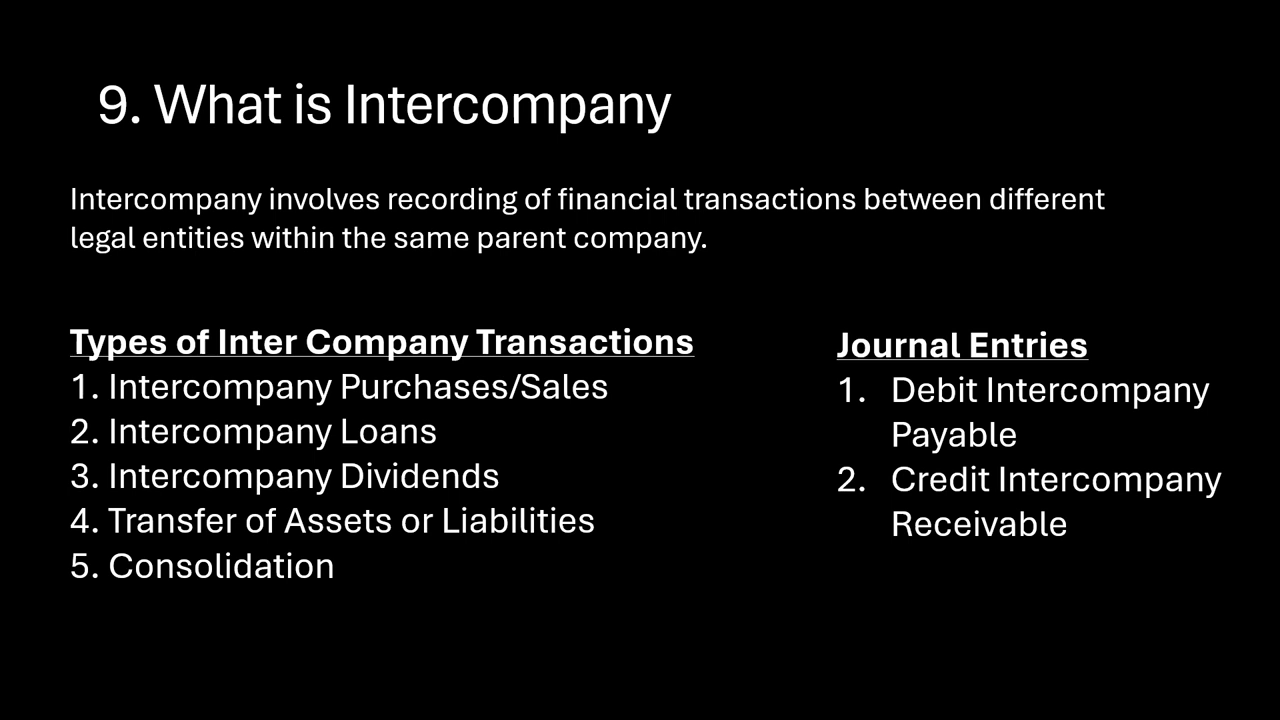 9. What is Intercompany
Intercompany involves recording of financial transactions between different
legal entities within the same parent company.
Types of Inter Company Transactions
1. Intercompany Purchases/Sales
2. Intercompany Loans
3. Intercompany Dividends
4. Transfer of Assets or Liabilities
5. Consolidation
Journal Entries
1. Debit Intercompany
Payable
2. Credit Intercompany
Receivable